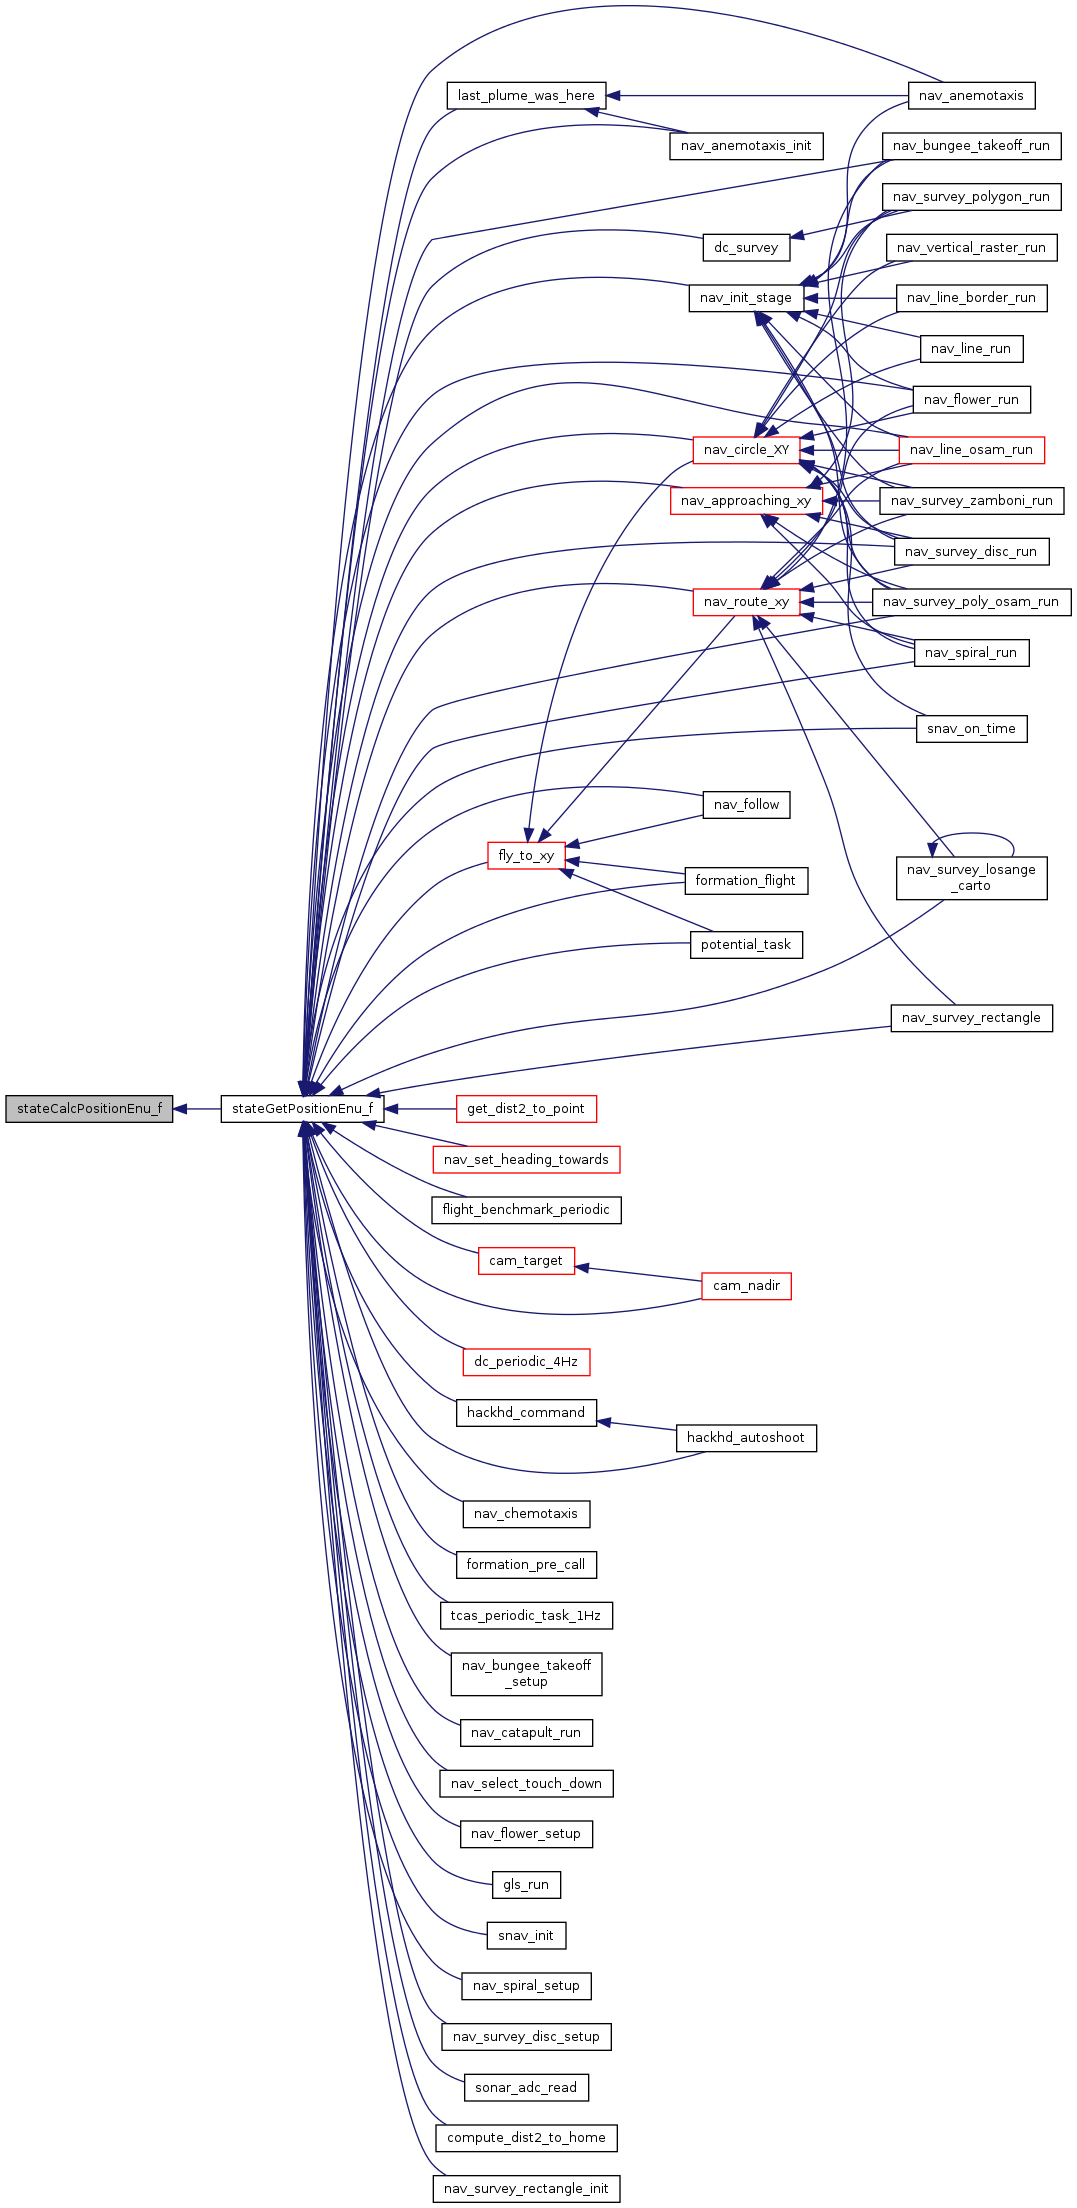 last_plume_was_here
nav_anemotaxis
nav_anemotaxis_init
nav_bungee_takeoff_run
nav_survey_polygon_run
dc_survey
nav_vertical_raster_run
nav_init_stage
nav_line_border_run
nav_line_run
nav_flower_run
nav_circle_XY
nav_line_osam_run
nav_approaching_xy
nav_survey_zamboni_run
nav_survey_disc_run
nav_route_xy
nav_survey_poly_osam_run
nav_spiral_run
snav_on_time
nav_follow
fly_to_xy
nav_survey_losange
_carto
formation_flight
potential_task
nav_survey_rectangle
stateCalcPositionEnu_f
stateGetPositionEnu_f
get_dist2_to_point
nav_set_heading_towards
flight_benchmark_periodic
cam_target
cam_nadir
dc_periodic_4Hz
hackhd_command
hackhd_autoshoot
nav_chemotaxis
formation_pre_call
tcas_periodic_task_1Hz
nav_bungee_takeoff
_setup
nav_catapult_run
nav_select_touch_down
nav_flower_setup
gls_run
snav_init
nav_spiral_setup
nav_survey_disc_setup
sonar_adc_read
compute_dist2_to_home
nav_survey_rectangle_init